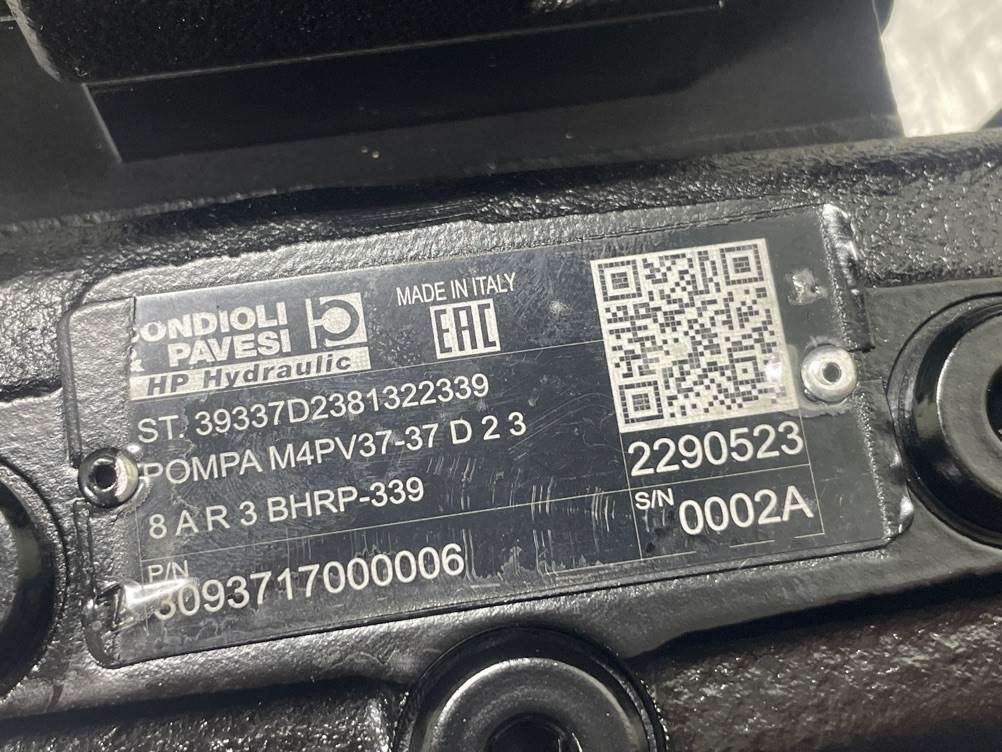 BONDIOLI
& PAVESI
HP Hydraulic
MADE IN ITALY
EAC
ST. 39337D2381322339
POMPA M4PV37-37 D 2 3
8 A R 3 BHRP-339
2290523
S/N
0002A
P/N
3093717000006